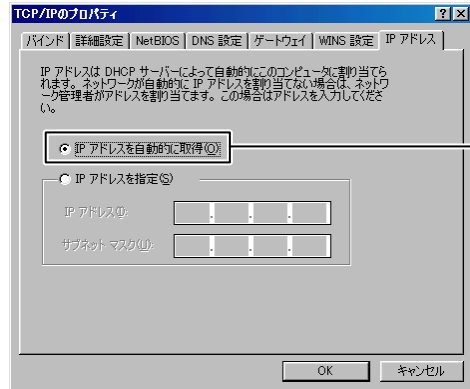 TCP/IPのプロパティ
バインド 詳細設定 NetBIOS DNS 設定 ゲートウェイ WINS 設定 IP アドレス
IP アドレスは DHCP サーバーによって自動的にこのコンピュータに割り当てら
れます。ネットワークが自動的に IP アドレスを割り当てない場合は、ネットワ
ーク管理者がアドレスを割り当てます。この場合はアドレスを入力してくださ
い。
IP アドレスを自動的に取得(O)
IP アドレスを指定(S)
IP アドレス(I):
サブネット マスク(U):
OK キャンセル